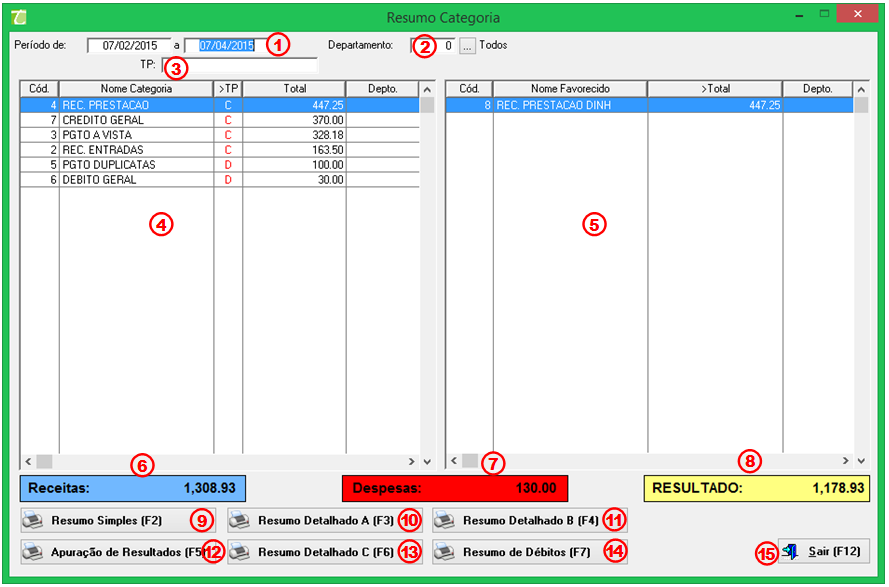 Resumo Categoria
Período de: 07/02/2015 a 07/04/2015 1 Departamento: 2 0 ... Todos
TP: 3
Cód. Nome Categoria >TP Total Depto.
4 REC. PRESTACAO C 447.25
7 CREDITO GERAL C 370.00
3 PGTO A VISTA C 328.18
2 REC. ENTRADAS C 163.50
5 PGTO DUPLICATAS D 100.00
6 DEBITO GERAL D 30.00
4
Cód. Nome Favorecido >Total Depto.
8 REC. PRESTACAO DINH 447.25
5
6 7 8
Receitas: 1,308.93 Despesas: 130.00 RESULTADO: 1,178.93
Resumo Simples (F2) 9 Resumo Detalhado A (F3) 10 Resumo Detalhado B (F4) 11
Apuração de Resultados (F5) 12 Resumo Detalhado C (F6) 13 Resumo de Débitos (F7) 14 15 Sair (F12)